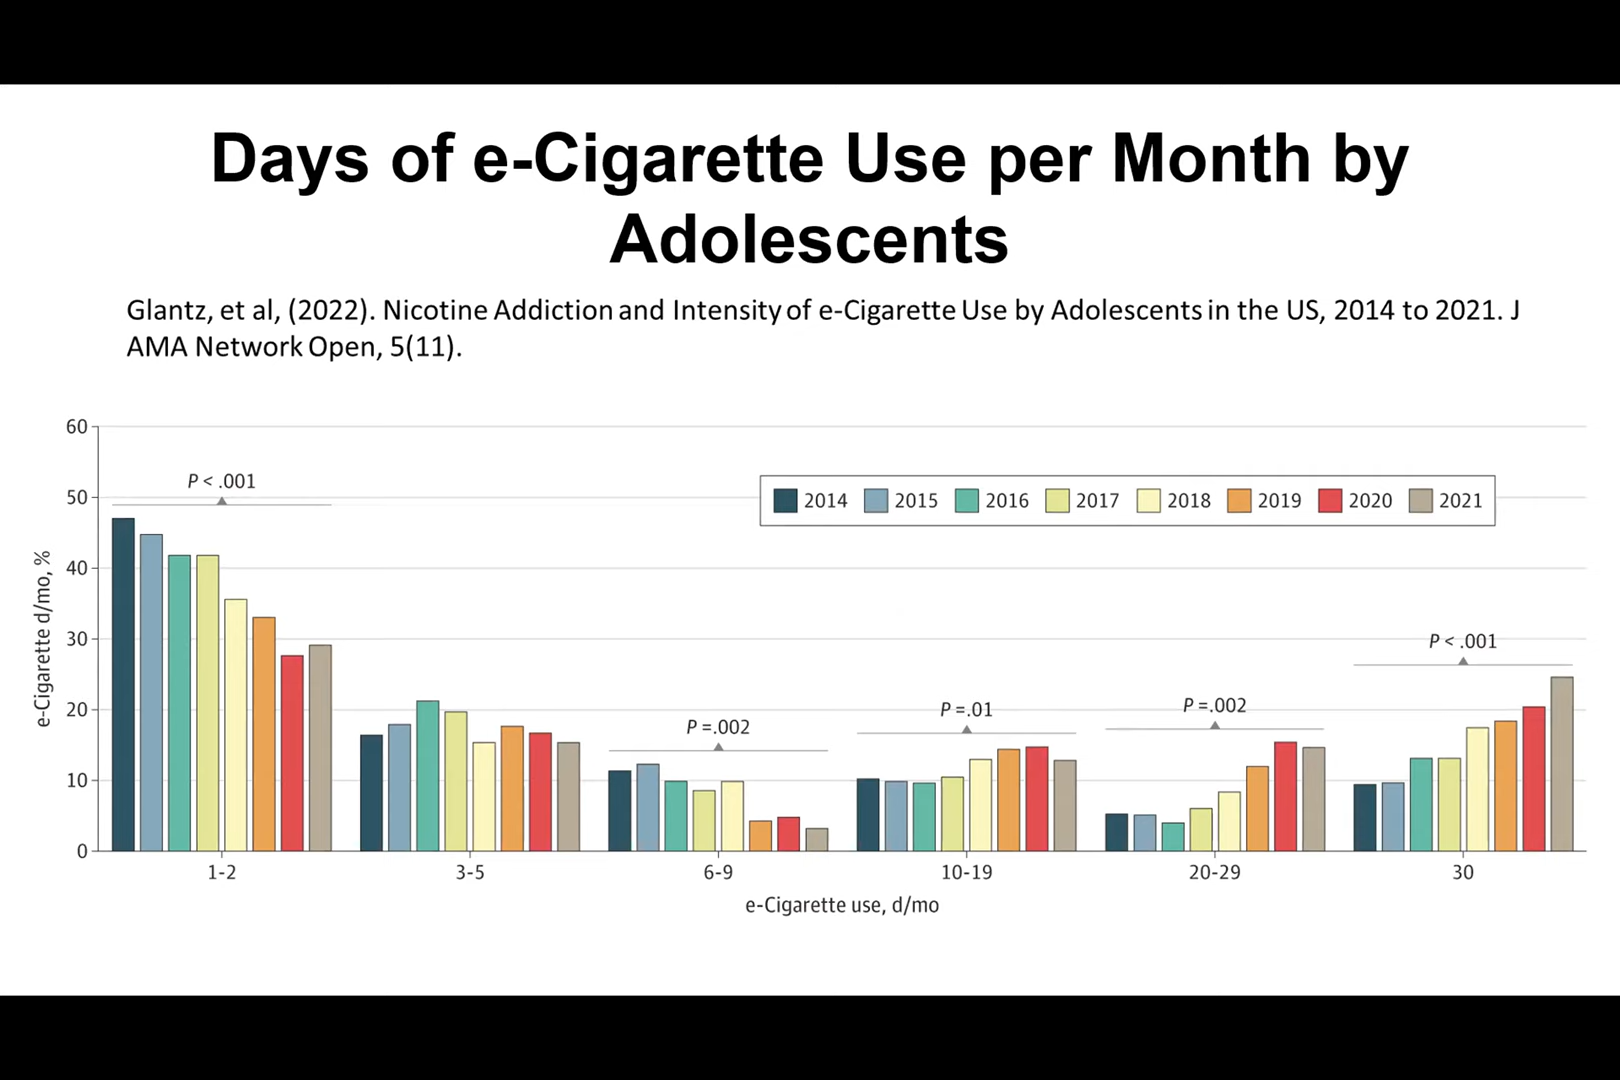 Days of e-Cigarette Use per Month by
Adolescents
Glantz, et al, (2022). Nicotine Addiction and Intensity of e-Cigarette Use by Adolescents in the US, 2014 to 2021. J
AMA Network Open, 5(11).
60
50
40
30
20
10
0
e-Cigarette d/mo, %
P < .001
2014 2015 2016 2017 2018 2019 2020 2021
P =.002
P =.01
P =.002
P < .001
1-2 3-5 6-9 10-19 20-29 30
e-Cigarette use, d/mo